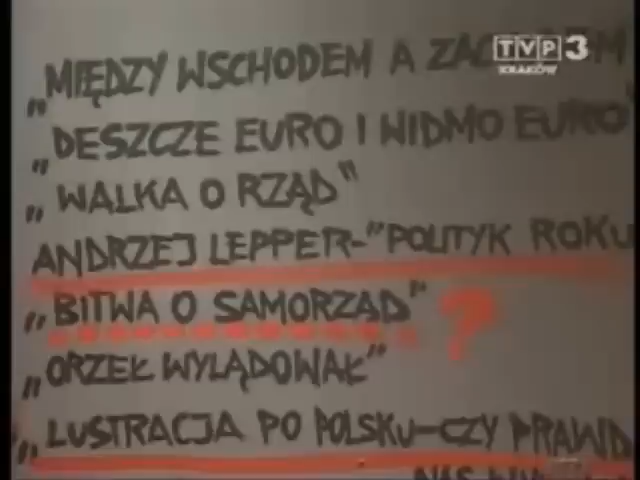 TVP3
KRAKÓW
„MIĘDZY WSCHODEM A
„DESZCZE EURO I WIDMO EURO"
„WALKA O RZĄD"
ANDRZEJ LEPPER-"POLITYK ROKU
„BITWA O SAMORZĄD" ?
„ORZEŁ WYLĄDOWAŁ"
„LUSTRACJA PO POLSKU-CZY PRAWD
NAS